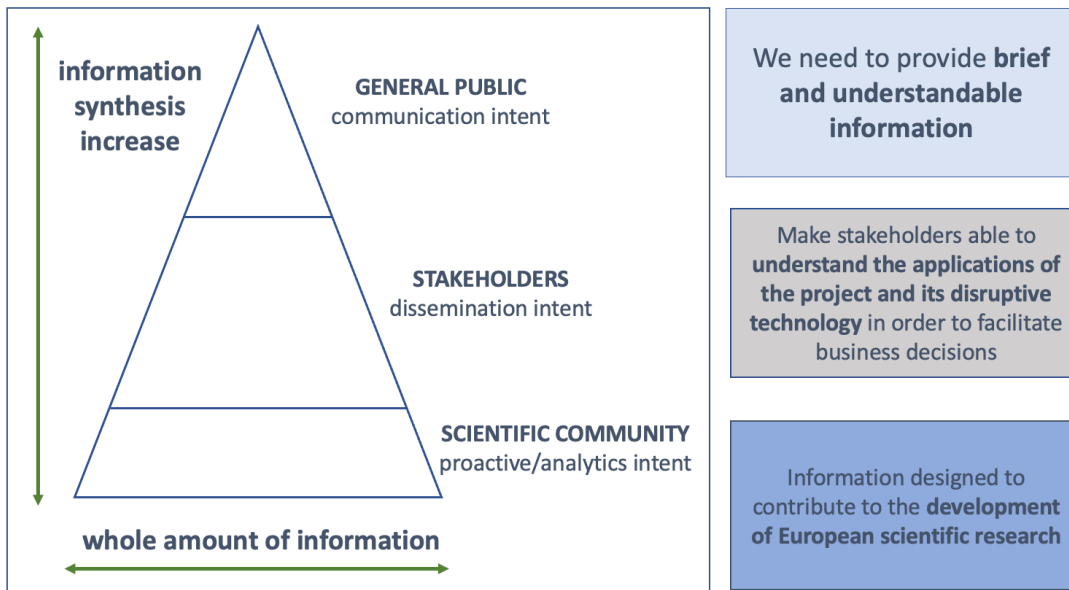 information
synthesis
increase
GENERAL PUBLIC
communication intent
STAKEHOLDERS
dissemination intent
SCIENTIFIC COMMUNITY
proactive/analytics intent
whole amount of information
We need to provide brief
and understandable
information
Make stakeholders able to
understand the applications of
the project and its disruptive
technology in order to facilitate
business decisions
Information designed to
contribute to the development
of European scientific research